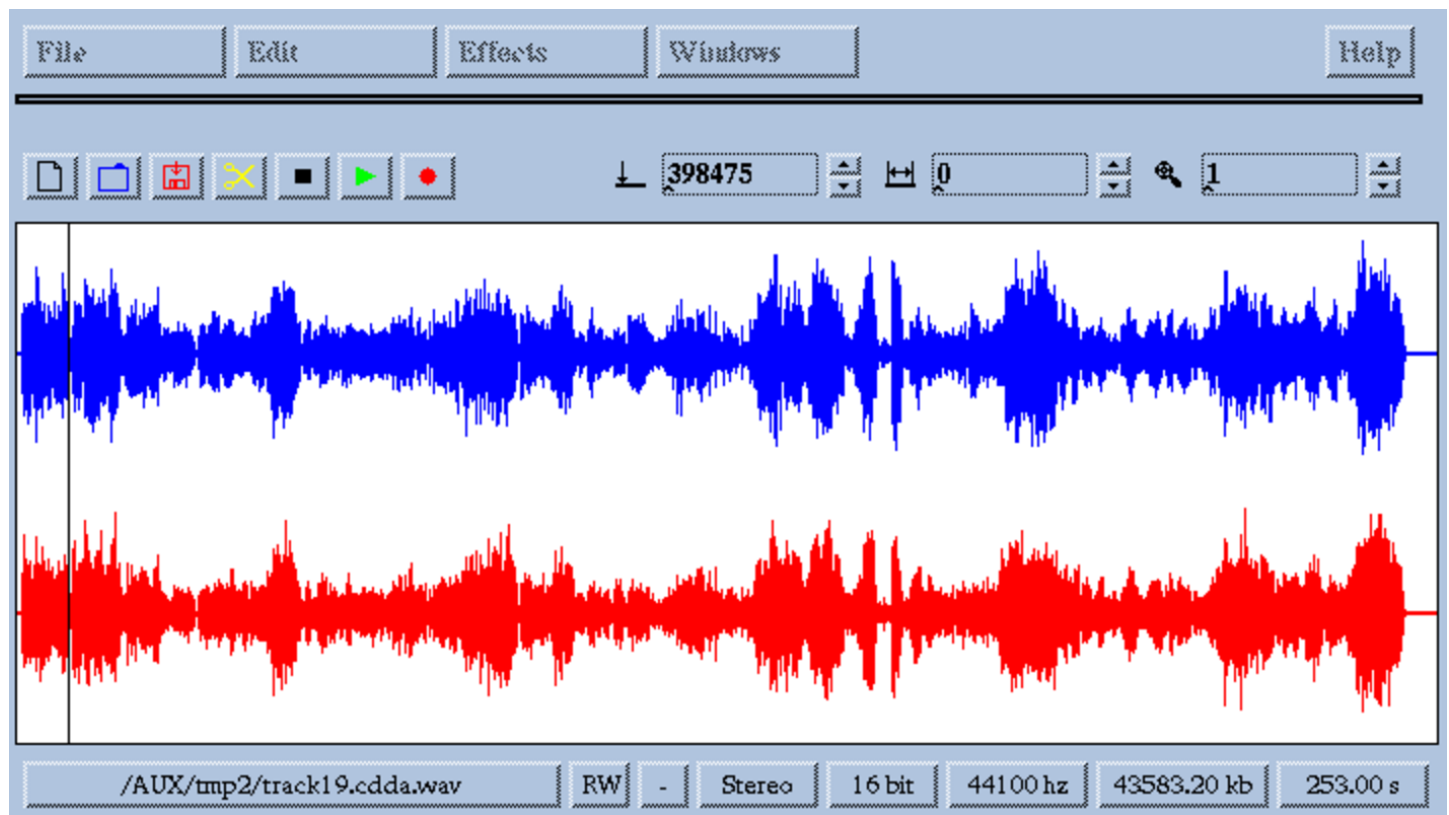 File Edit Effects Windows Help
398475 0 1
/AUX/tmp2/track19.cdda.wav RW - Stereo 16 bit 44100 hz 43583.20 kb 253.00 s